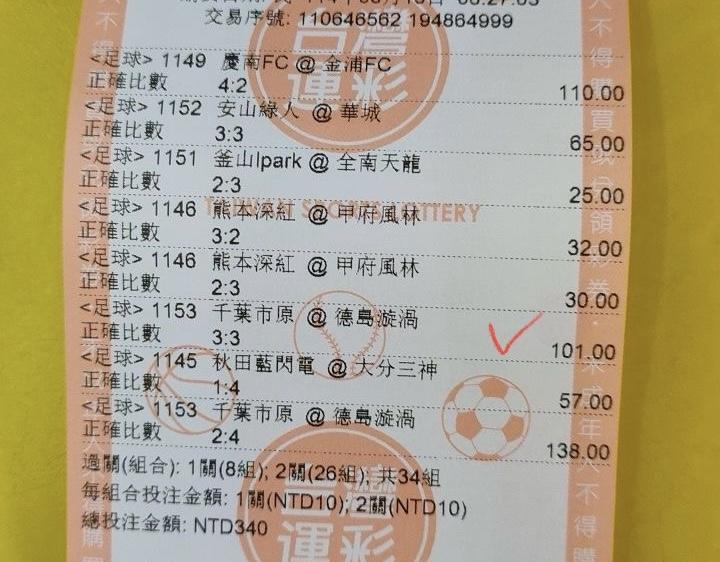 交易序號: 110646562 194864999
<足球> 1149 慶南FC @ 金浦FC
正確比數 4:2 110.00
<足球> 1152 安山綠人 @ 華城
正確比數 3:3 65.00
<足球> 1151 釜山Ipark @ 全南天龍
正確比數 2:3 25.00
<足球> 1146 熊本深紅 @ 甲府風林
正確比數 3:2 32.00
<足球> 1146 熊本深紅 @ 甲府風林
正確比數 2:3 30.00
<足球> 1153 千葉市原 @ 德島漩渦
正確比數 3:3 101.00
<足球> 1145 秋田藍閃電 @ 大分三神
正確比數 1:4 57.00
<足球> 1153 千葉市原 @ 德島漩渦
正確比數 2:4 138.00
過關(組合): 1關(8組); 2關(26組); 共34組
每組合投注金額: 1關(NTD10); 2關(NTD10)
總投注金額: NTD340
TAIWAN SPORTS LOTTERY